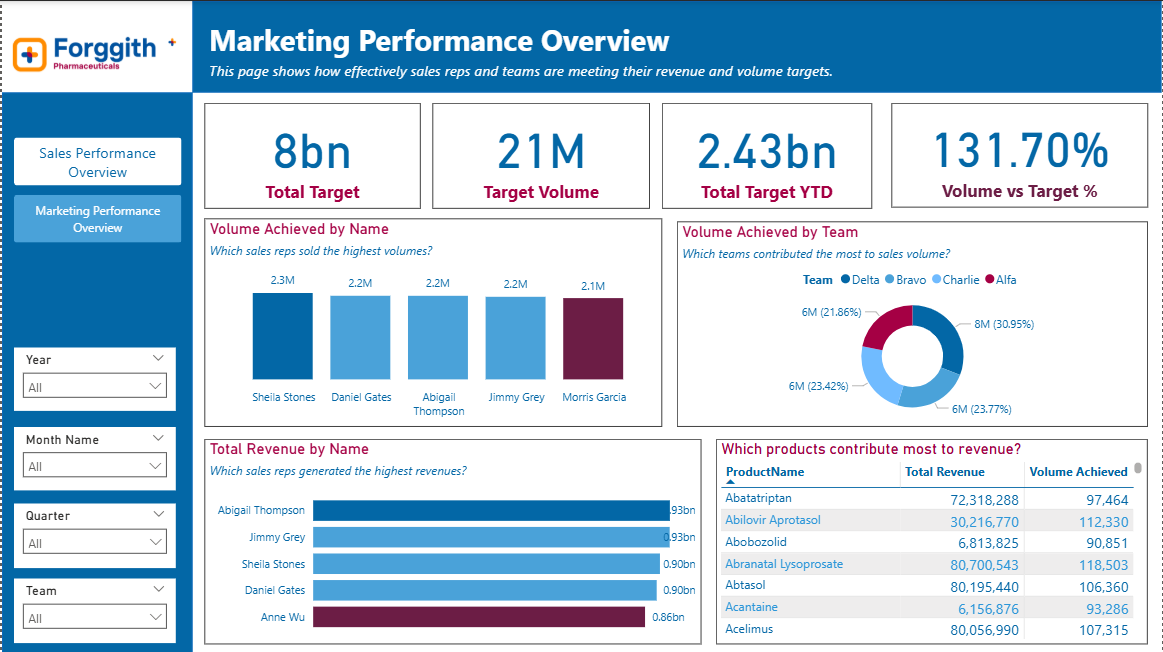 Forggith
Pharmaceuticals
Marketing Performance Overview
This page shows how effectively sales reps and teams are meeting their revenue and volume targets.
Sales Performance
Overview
Marketing Performance
Overview
Year
All
Month Name
All
Quarter
All
Team
All
8bn
Total Target
21M
Target Volume
2.43bn
Total Target YTD
131.70%
Volume vs Target %
Volume Achieved by Name
Which sales reps sold the highest volumes?
2.3M
2.2M
2.2M
2.2M
2.1M
Sheila Stones
Daniel Gates
Abigail
Thompson
Jimmy Grey
Morris Garcia
Volume Achieved by Team
Which teams contributed the most to sales volume?
Team Delta Bravo Charlie Alfa
6M (21.86%)
8M (30.95%)
6M (23.42%)
6M (23.77%)
Total Revenue by Name
Which sales reps generated the highest revenues?
Abigail Thompson .93bn
Jimmy Grey 0.93bn
Sheila Stones 0.90bn
Daniel Gates 0.90bn
Anne Wu 0.86bn
Which products contribute most to revenue?
ProductName Total Revenue Volume Achieved
Abatatriptan 72,318,288 97,464
Abilovir Aprotasol 30,216,770 112,330
Abobozolid 6,813,825 90,851
Abranatal Lysoprosate 80,700,543 118,503
Abtasol 80,195,440 106,360
Acantaine 6,156,876 93,286
Acelimus 80,056,990 107,315